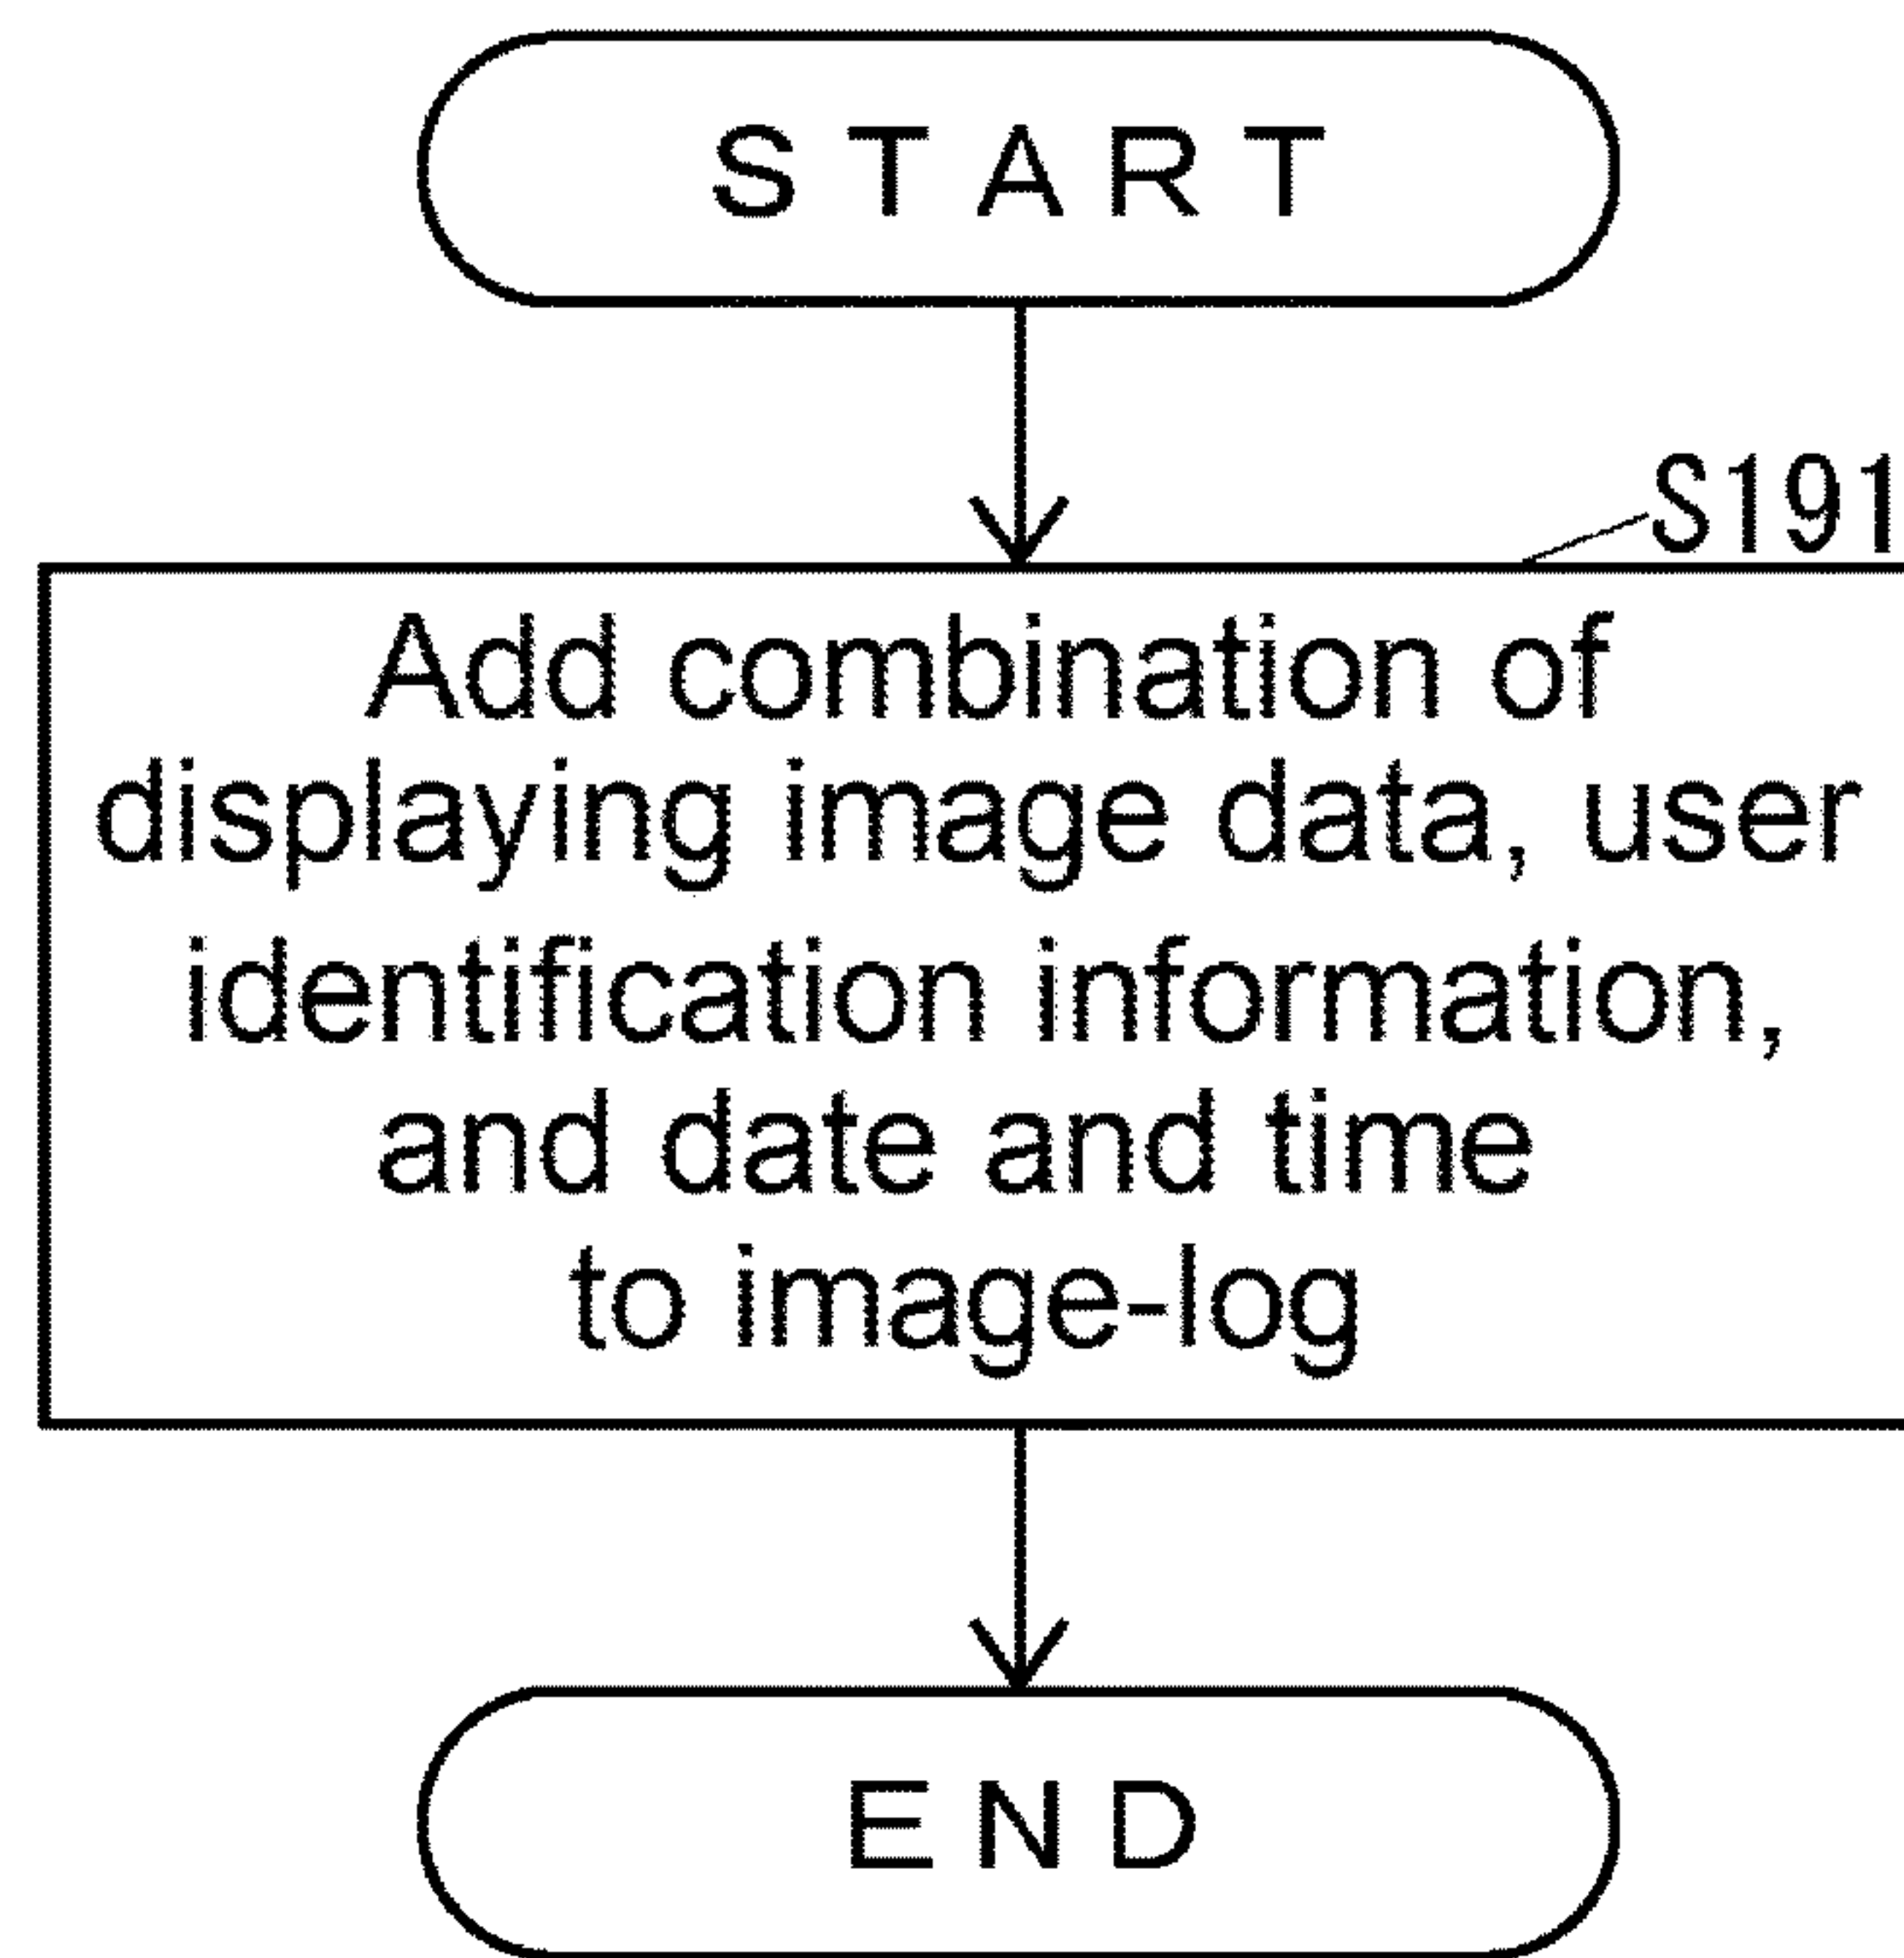 START
S191
Add combination of
displaying image data, user
identification information,
and date and time
to image-log
END